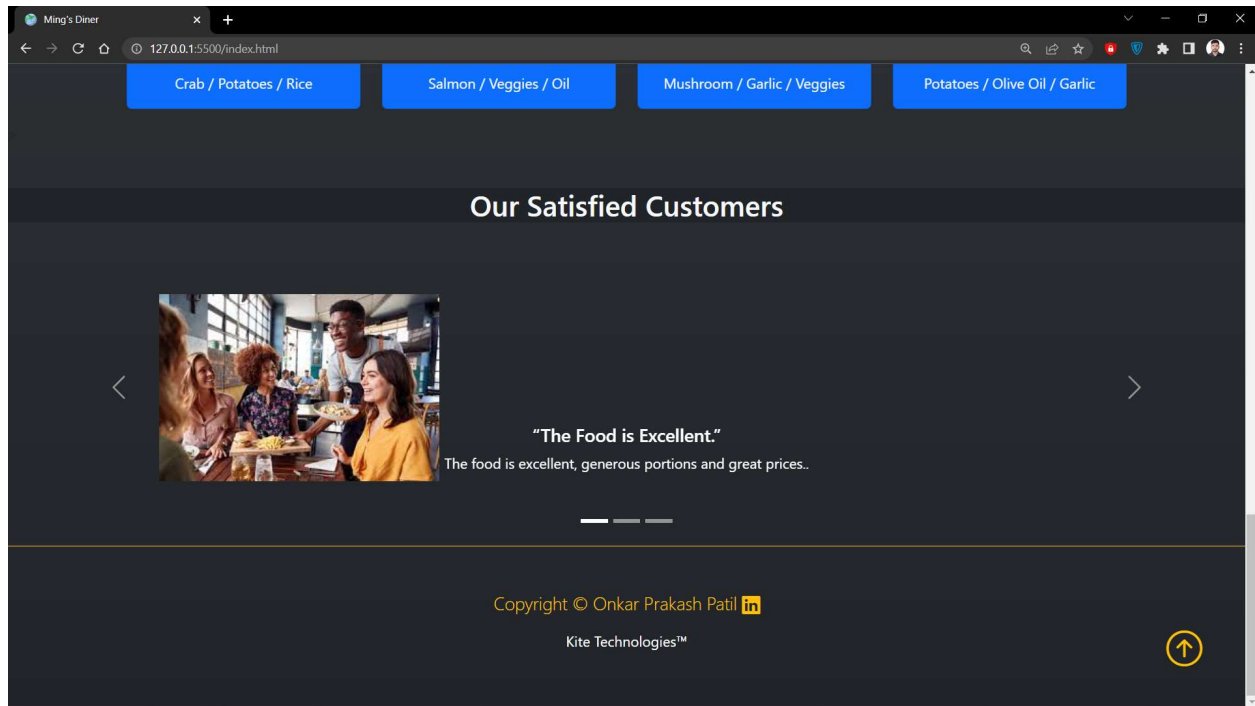 Ming's Diner
127.0.0.1:5500/index.html
Crab / Potatoes / Rice
Salmon / Veggies / Oil
Mushroom / Garlic / Veggies
Potatoes / Olive Oil / Garlic
Our Satisfied Customers
“The Food is Excellent.”
The food is excellent, generous portions and great prices..
Copyright © Onkar Prakash Patil in
Kite Technologies™